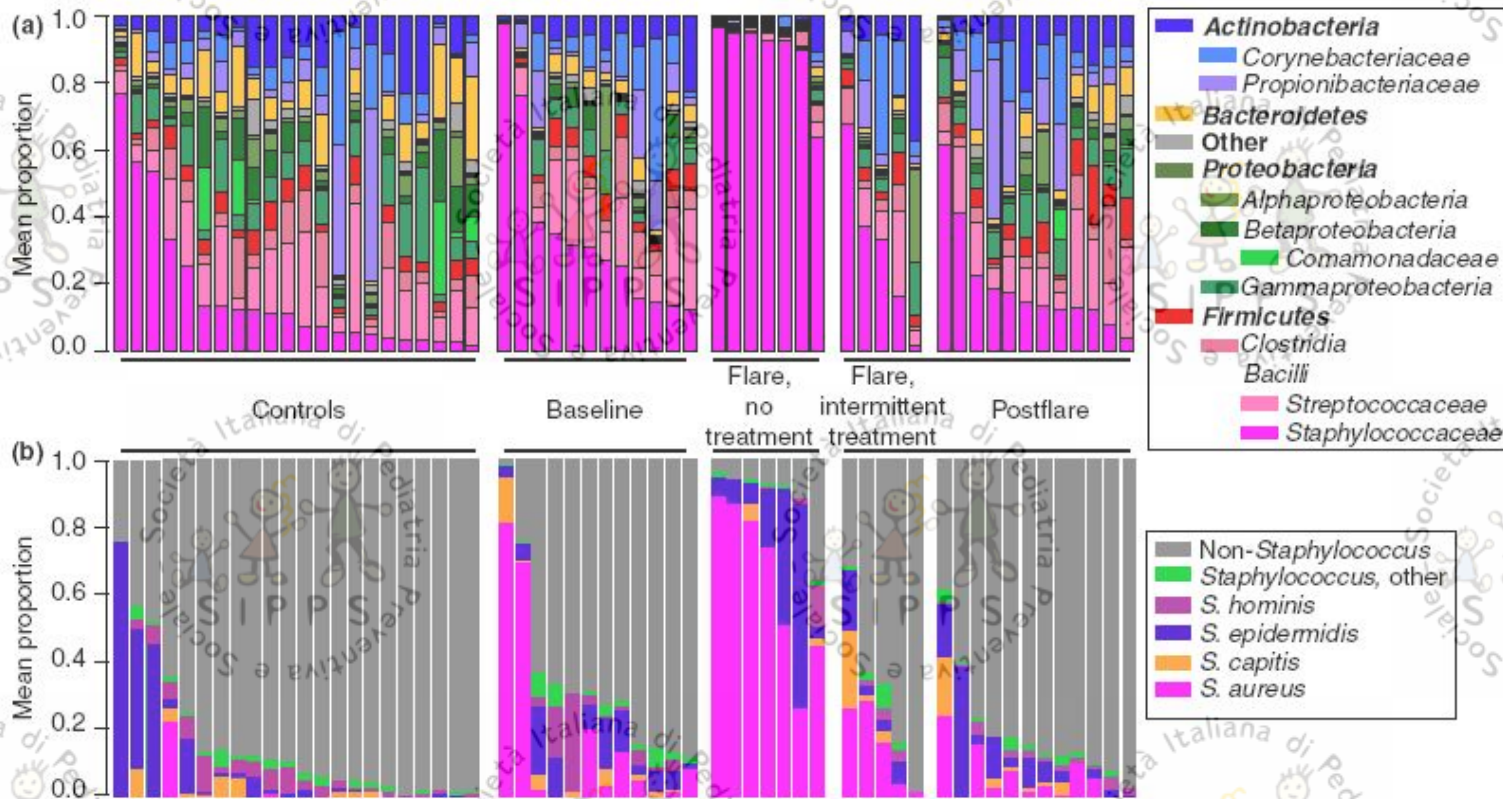 (a)
1.0
0.8
0.6
0.4
0.2
0.0
Mean proportion
Controls
Baseline
Flare,
no
treatment
Flare,
intermittent
treatment
Postflare
Actinobacteria
Corynebacteriaceae
Propionibacteriaceae
Bacteroidetes
Other
Proteobacteria
Alphaproteobacteria
Betaproteobacteria
Comamonadaceae
Gammaproteobacteria
Firmicutes
Clostridia
Bacilli
Streptococcaceae
Staphylococcaceae
(b)
1.0
0.8
0.6
0.4
0.2
0.0
Mean proportion
Non-Staphylococcus
Staphylococcus, other
S. hominis
S. epidermidis
S. capitis
S. aureus
Società Italiana di Pediatria Preventiva e Sociale
SIPPS